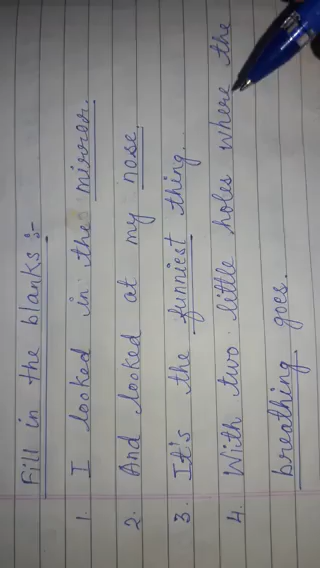 Fill in the blanks :-
1. I looked in the mirror.
2. And looked at my nose.
3. It's the funniest thing.
4. With two little holes where the
breathing goes.